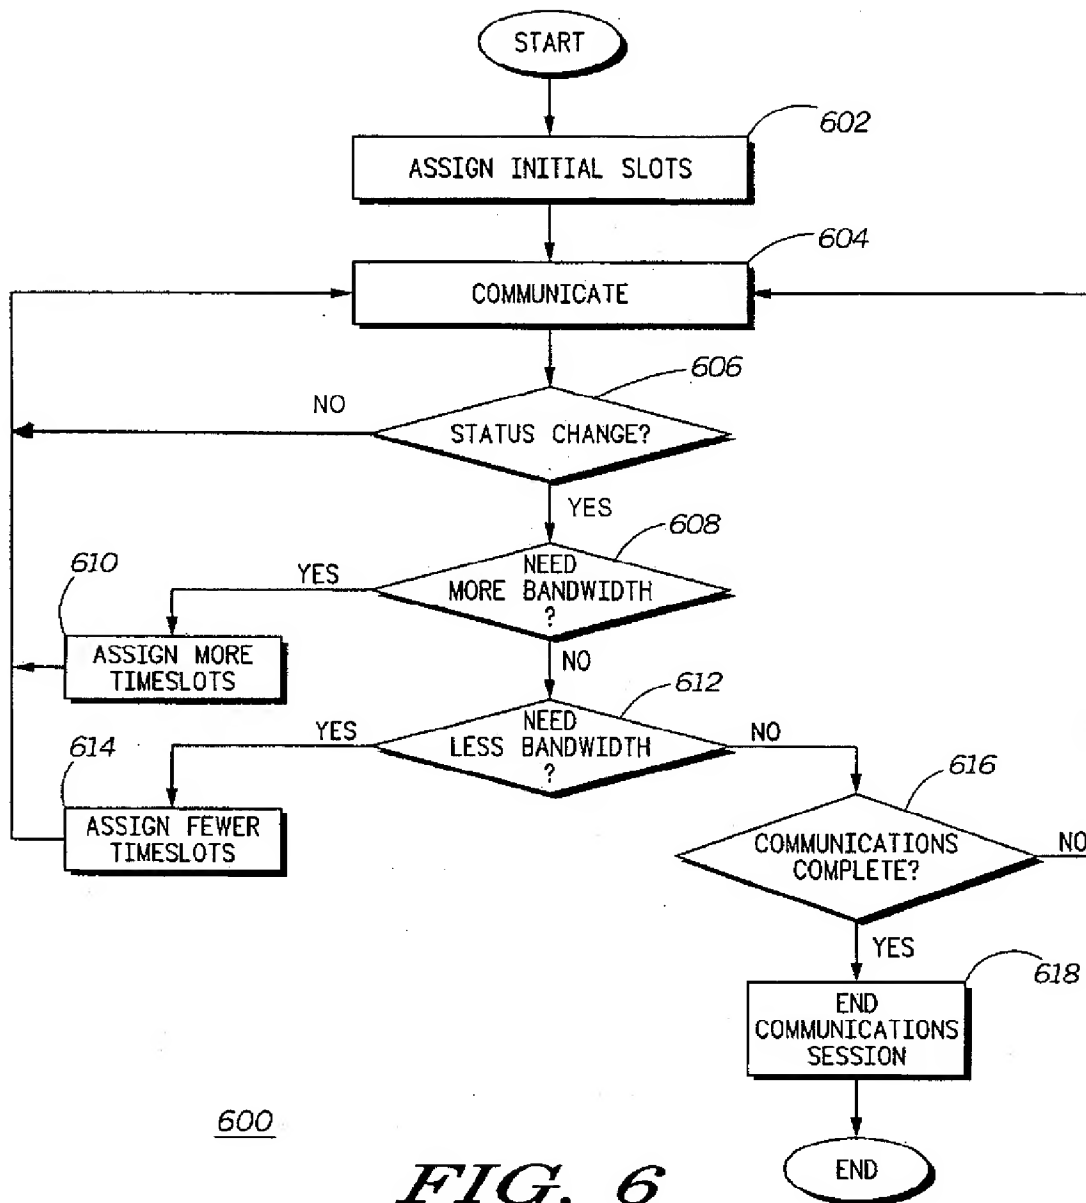 START
602
ASSIGN INITIAL SLOTS
604
COMMUNICATE
606
NO
STATUS CHANGE?
YES
608
610
YES
NEED
MORE BANDWIDTH
?
ASSIGN MORE
TIMESLOTS
NO
612
614
YES
NEED
LESS BANDWIDTH
?
NO
616
ASSIGN FEWER
TIMESLOTS
COMMUNICATIONS
COMPLETE?
NO
YES
618
END
COMMUNICATIONS
SESSION
600
END
FIG. 6